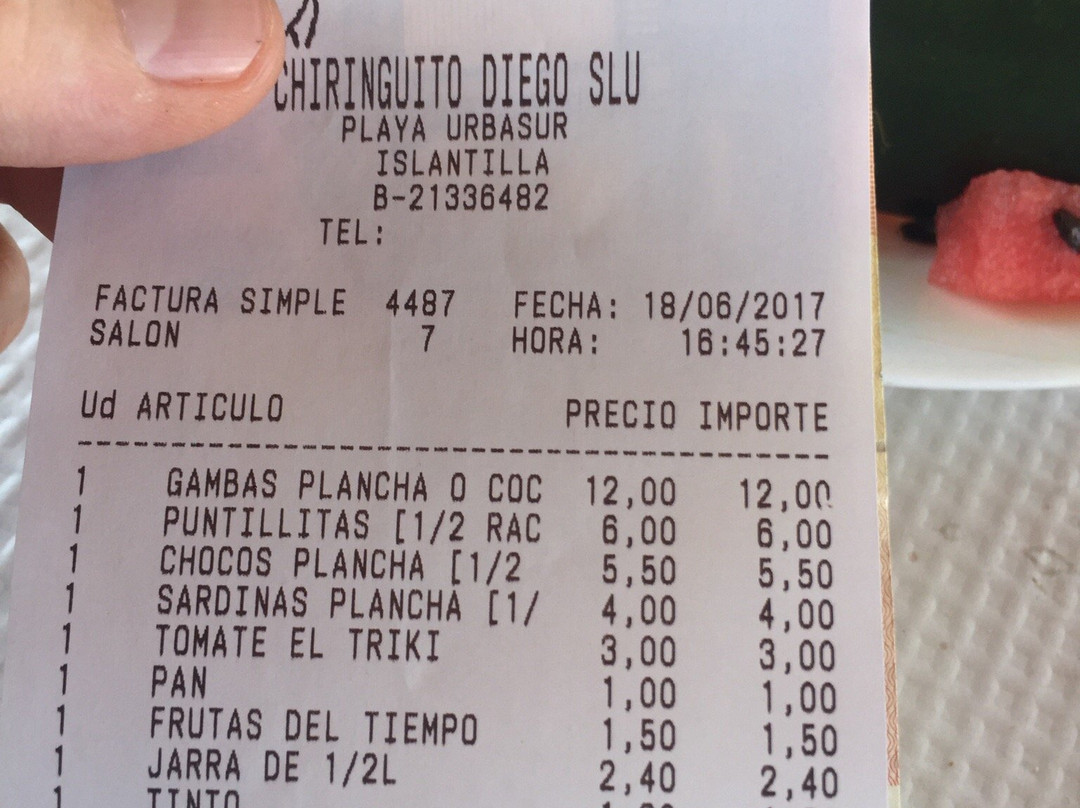 CHIRINGUITO DIEGO SLU
PLAYA URBASUR
ISLANTILLA
B-21336482
TEL:
FACTURA SIMPLE 4487 FECHA: 18/06/2017
SALON 7 HORA: 16:45:27
Ud ARTICULO PRECIO IMPORTE
1 GAMBAS PLANCHA O COC 12,00 12,00
1 PUNTILLITAS [1/2 RAC 6,00 6,00
1 CHOCOS PLANCHA [1/2 5,50 5,50
1 SARDINAS PLANCHA [1/ 4,00 4,00
1 TOMATE EL TRIKI 3,00 3,00
1 PAN 1,00 1,00
1 FRUTAS DEL TIEMPO 1,50 1,50
1 JARRA DE 1/2L 2,40 2,40
1 TINTO